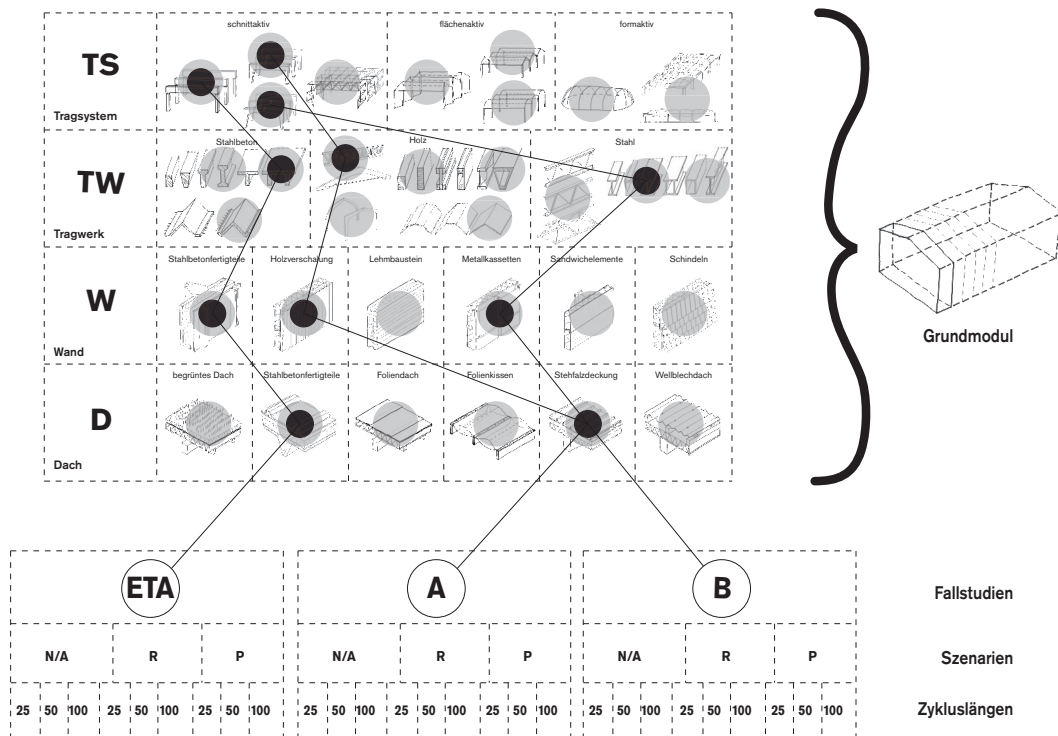 schnittaktiv flächenaktiv formaktiv
TS
Tragsystem
Stahlbeton Holz Stahl
TW
Tragwerk
Stahlbetonfertigteile Holzverschalung Lehmbaustein Metallkassetten Sandwichelemente Schindeln
W
Wand
Grundmodul
begrüntes Dach Stahlbetonfertigteile Foliendach Folienkissen Stehfalzdeckung Wellblechdach
D
Dach
ETA A B Fallstudien
N/A R P N/A R P N/A R P Szenarien
25 50 100 25 50 100 25 50 100 25 50 100 25 50 100 25 50 100 25 50 100 25 50 100 25 50 100 Zykluslängen